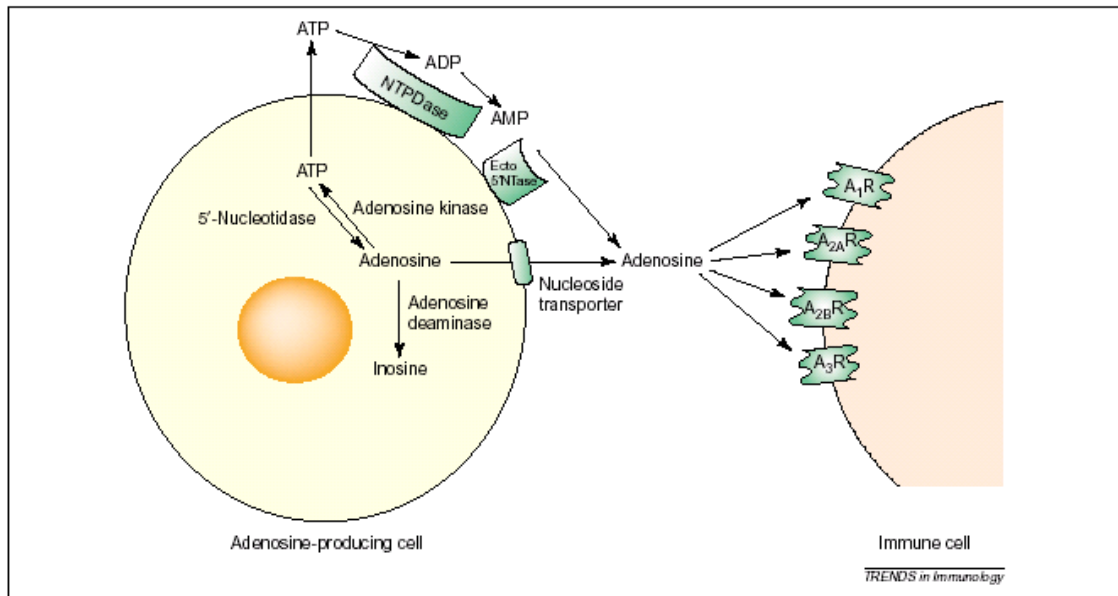 ATP
ADP
NTPDase
AMP
Ecto
5'NTase
ATP
5′-Nucleotidase
Adenosine kinase
Adenosine
Adenosine
deaminase
Inosine
Nucleoside
transporter
Adenosine
A₁R
A₂ₐR
A₂ᵦR
A₃R
Adenosine-producing cell
Immune cell
TRENDS in Immunology